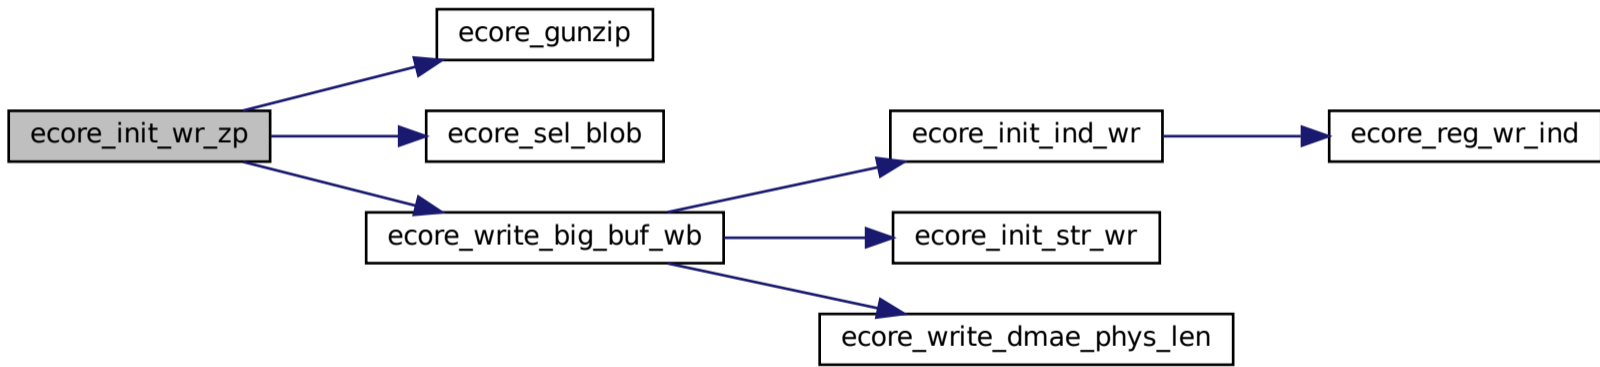 ecore_gunzip
ecore_init_wr_zp
ecore_sel_blob
ecore_init_ind_wr
ecore_reg_wr_ind
ecore_write_big_buf_wb
ecore_init_str_wr
ecore_write_dmae_phys_len